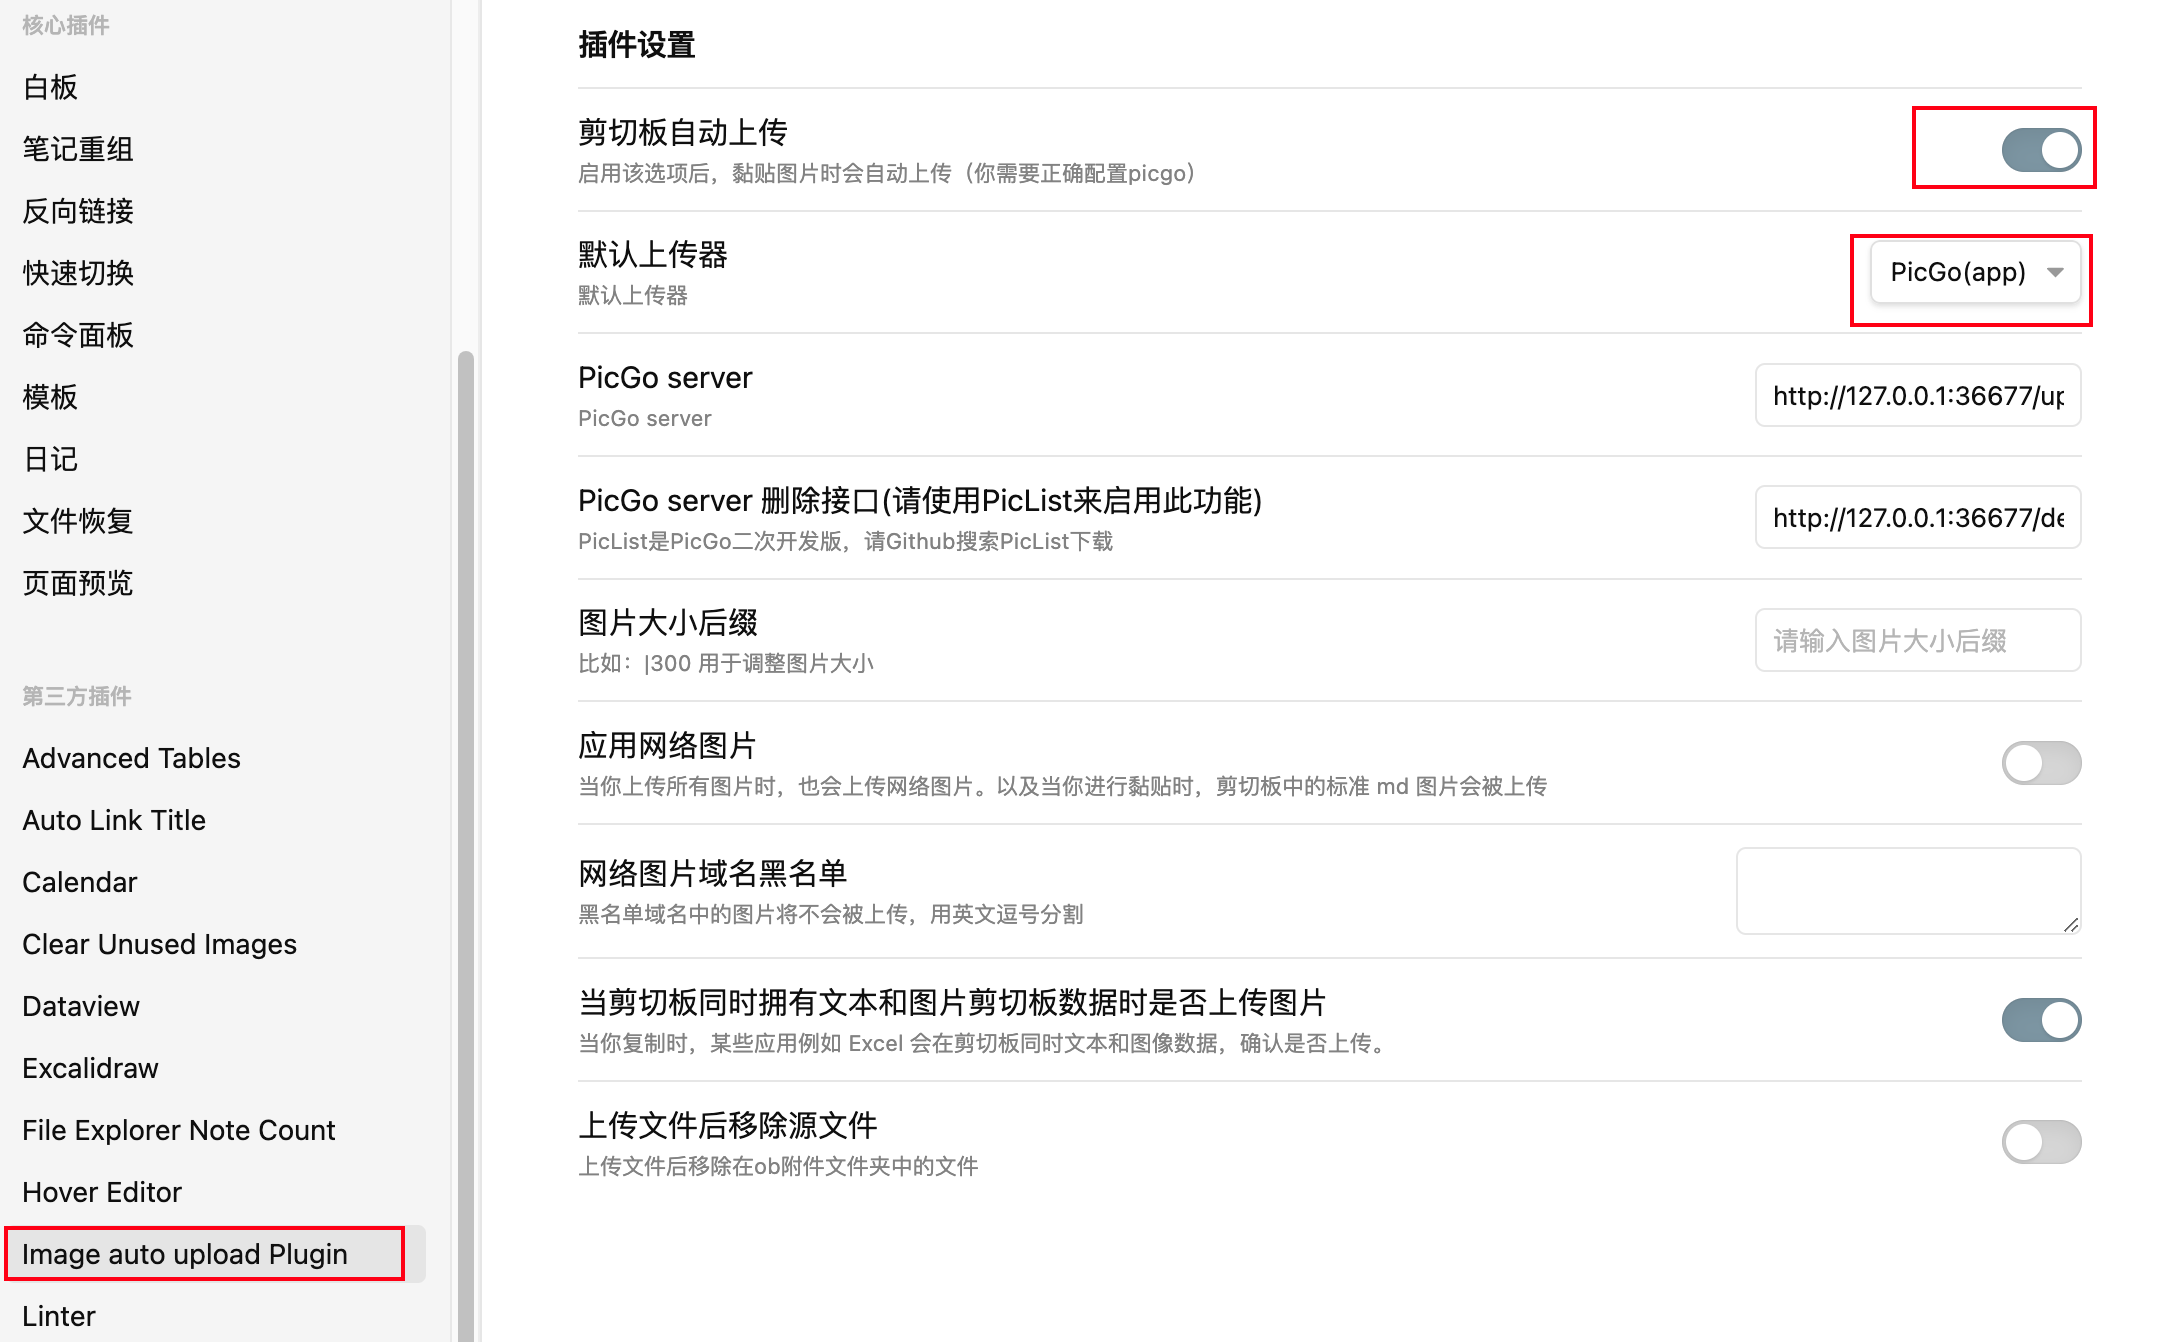 核心插件
白板
笔记重组
反向链接
快速切换
命令面板
模板
日记
文件恢复
页面预览
第三方插件
Advanced Tables
Auto Link Title
Calendar
Clear Unused Images
Dataview
Excalidraw
File Explorer Note Count
Hover Editor
Image auto upload Plugin
Linter
插件设置
剪切板自动上传
启用该选项后，黏贴图片时会自动上传（你需要正确配置picgo）
默认上传器
默认上传器
PicGo(app)
PicGo server
PicGo server
http://127.0.0.1:36677/up
PicGo server 删除接口(请使用PicList来启用此功能)
PicList是PicGo二次开发版，请Github搜索PicList下载
http://127.0.0.1:36677/de
图片大小后缀
比如：|300 用于调整图片大小
请输入图片大小后缀
应用网络图片
当你上传所有图片时，也会上传网络图片。以及当你进行黏贴时，剪切板中的标准 md 图片会被上传
网络图片域名黑名单
黑名单域名中的图片将不会被上传，用英文逗号分割
当剪切板同时拥有文本和图片剪切板数据时是否上传图片
当你复制时，某些应用例如 Excel 会在剪切板同时文本和图像数据，确认是否上传。
上传文件后移除源文件
上传文件后移除在ob附件文件夹中的文件